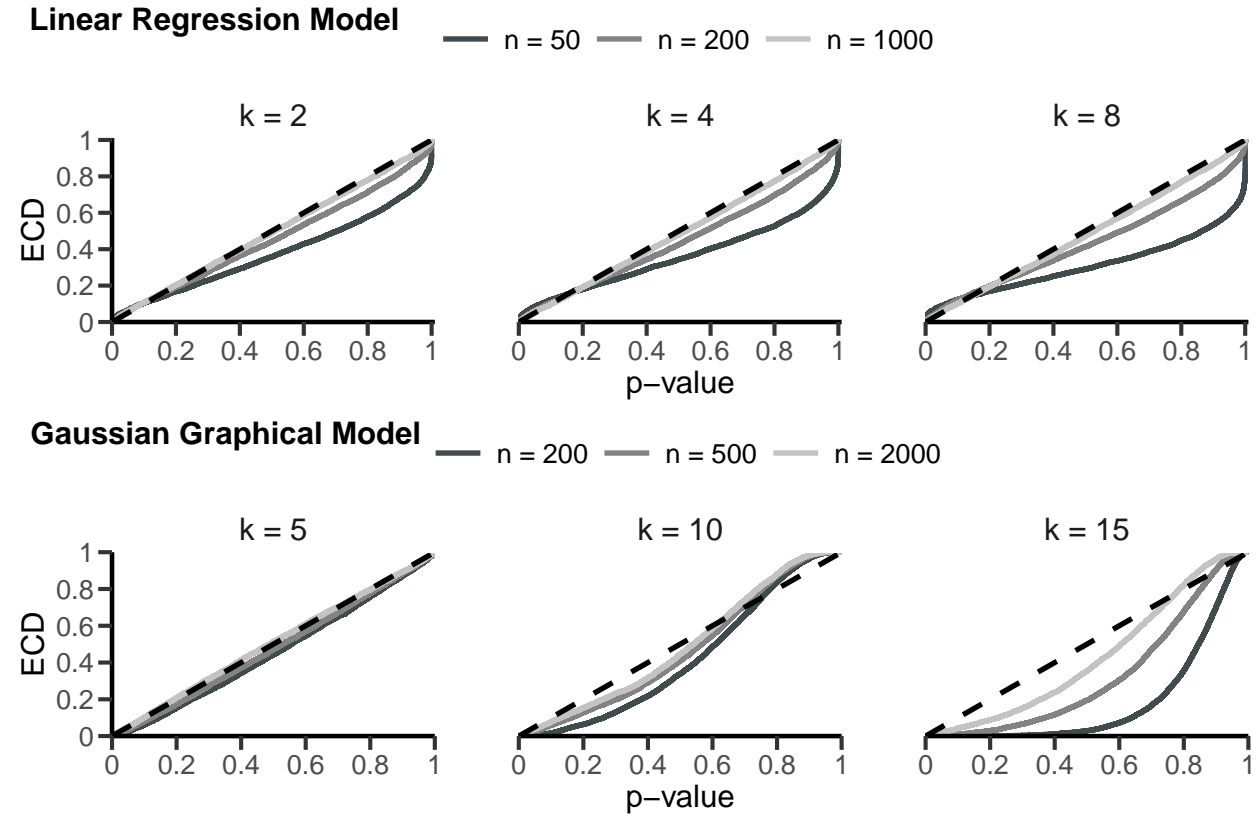 Linear Regression Model
n = 50 n = 200 n = 1000
k = 2 k = 4 k = 8
ECD
1
0.8
0.6
0.4
0.2
0
0 0.2 0.4 0.6 0.8 1 0 0.2 0.4 0.6 0.8 1 0 0.2 0.4 0.6 0.8 1
p−value
Gaussian Graphical Model
n = 200 n = 500 n = 2000
k = 5 k = 10 k = 15
ECD
1
0.8
0.6
0.4
0.2
0
0 0.2 0.4 0.6 0.8 1 0 0.2 0.4 0.6 0.8 1 0 0.2 0.4 0.6 0.8 1
p−value